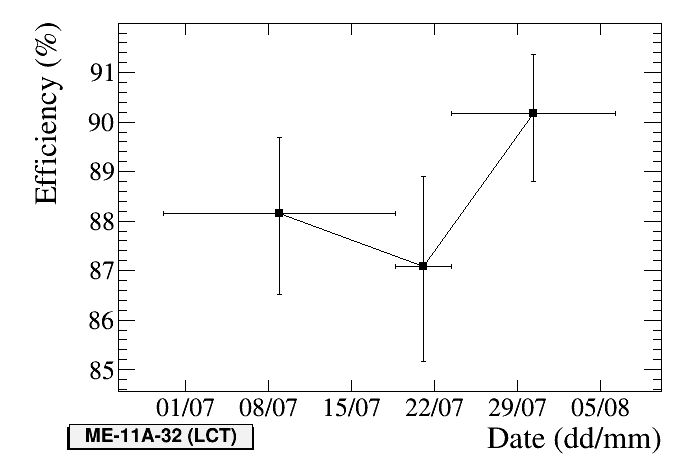 Efficiency (%)
91
90
89
88
87
86
85
01/07 08/07 15/07 22/07 29/07 05/08
ME-11A-32 (LCT)
Date (dd/mm)